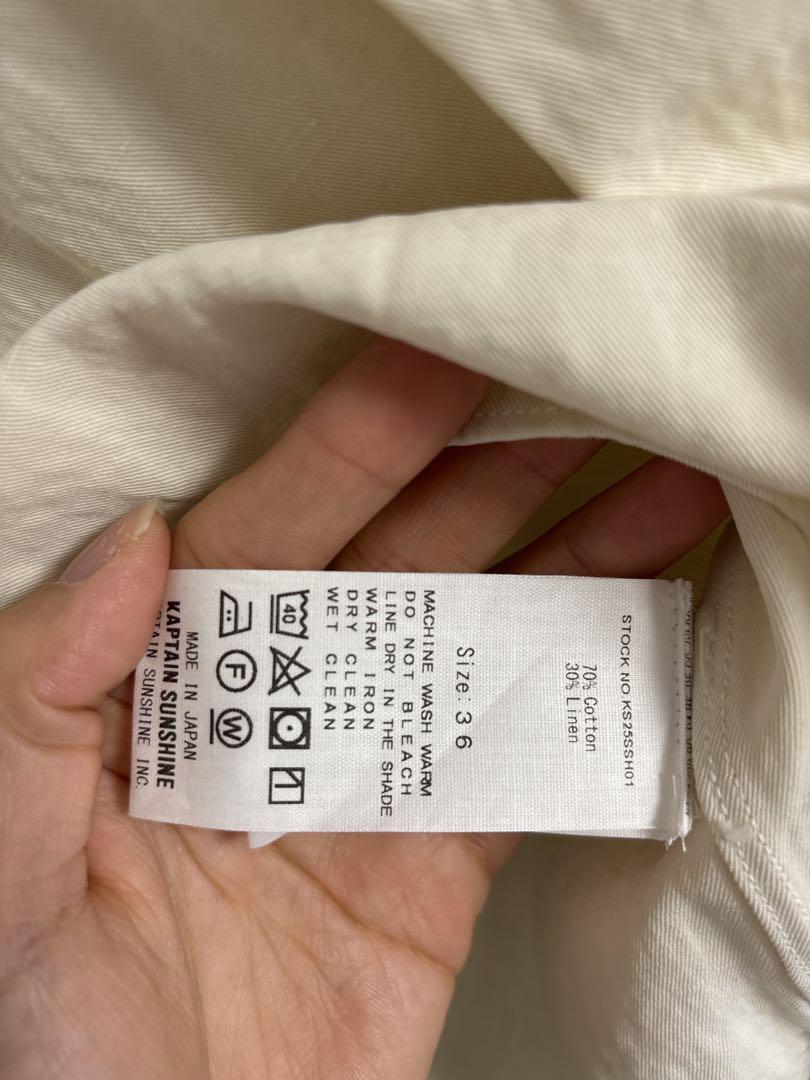 STOCK NO.KS25SSH01
70% Cotton
30% Linen
Size: 36
MACHINE WASH WARM
DO NOT BLEACH
LINE DRY IN THE SHADE
WARM IRON
DRY CLEAN
WET CLEAN
40
F W
MADE IN JAPAN
KAPTAIN SUNSHINE
SUNSHINE INC.